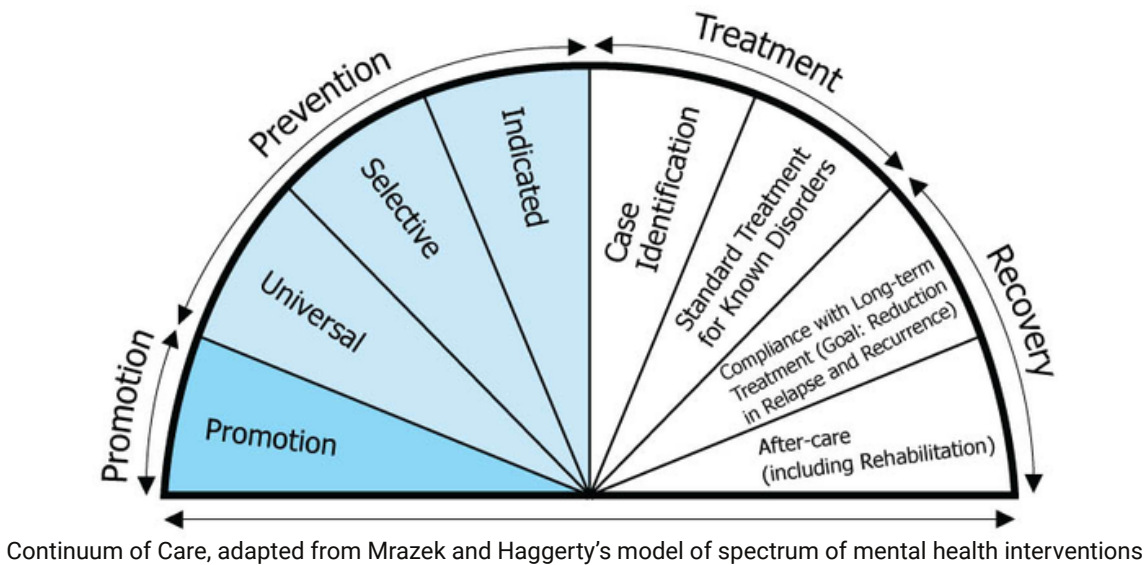 Promotion
Prevention
Treatment
Recovery
Promotion
Universal
Selective
Indicated
Case
Identification
Standard Treatment
for Known Disorders
Compliance with Long-term
Treatment (Goal: Reduction
in Relapse and Recurrence)
After-care
(including Rehabilitation)
Continuum of Care, adapted from Mrazek and Haggerty’s model of spectrum of mental health interventions